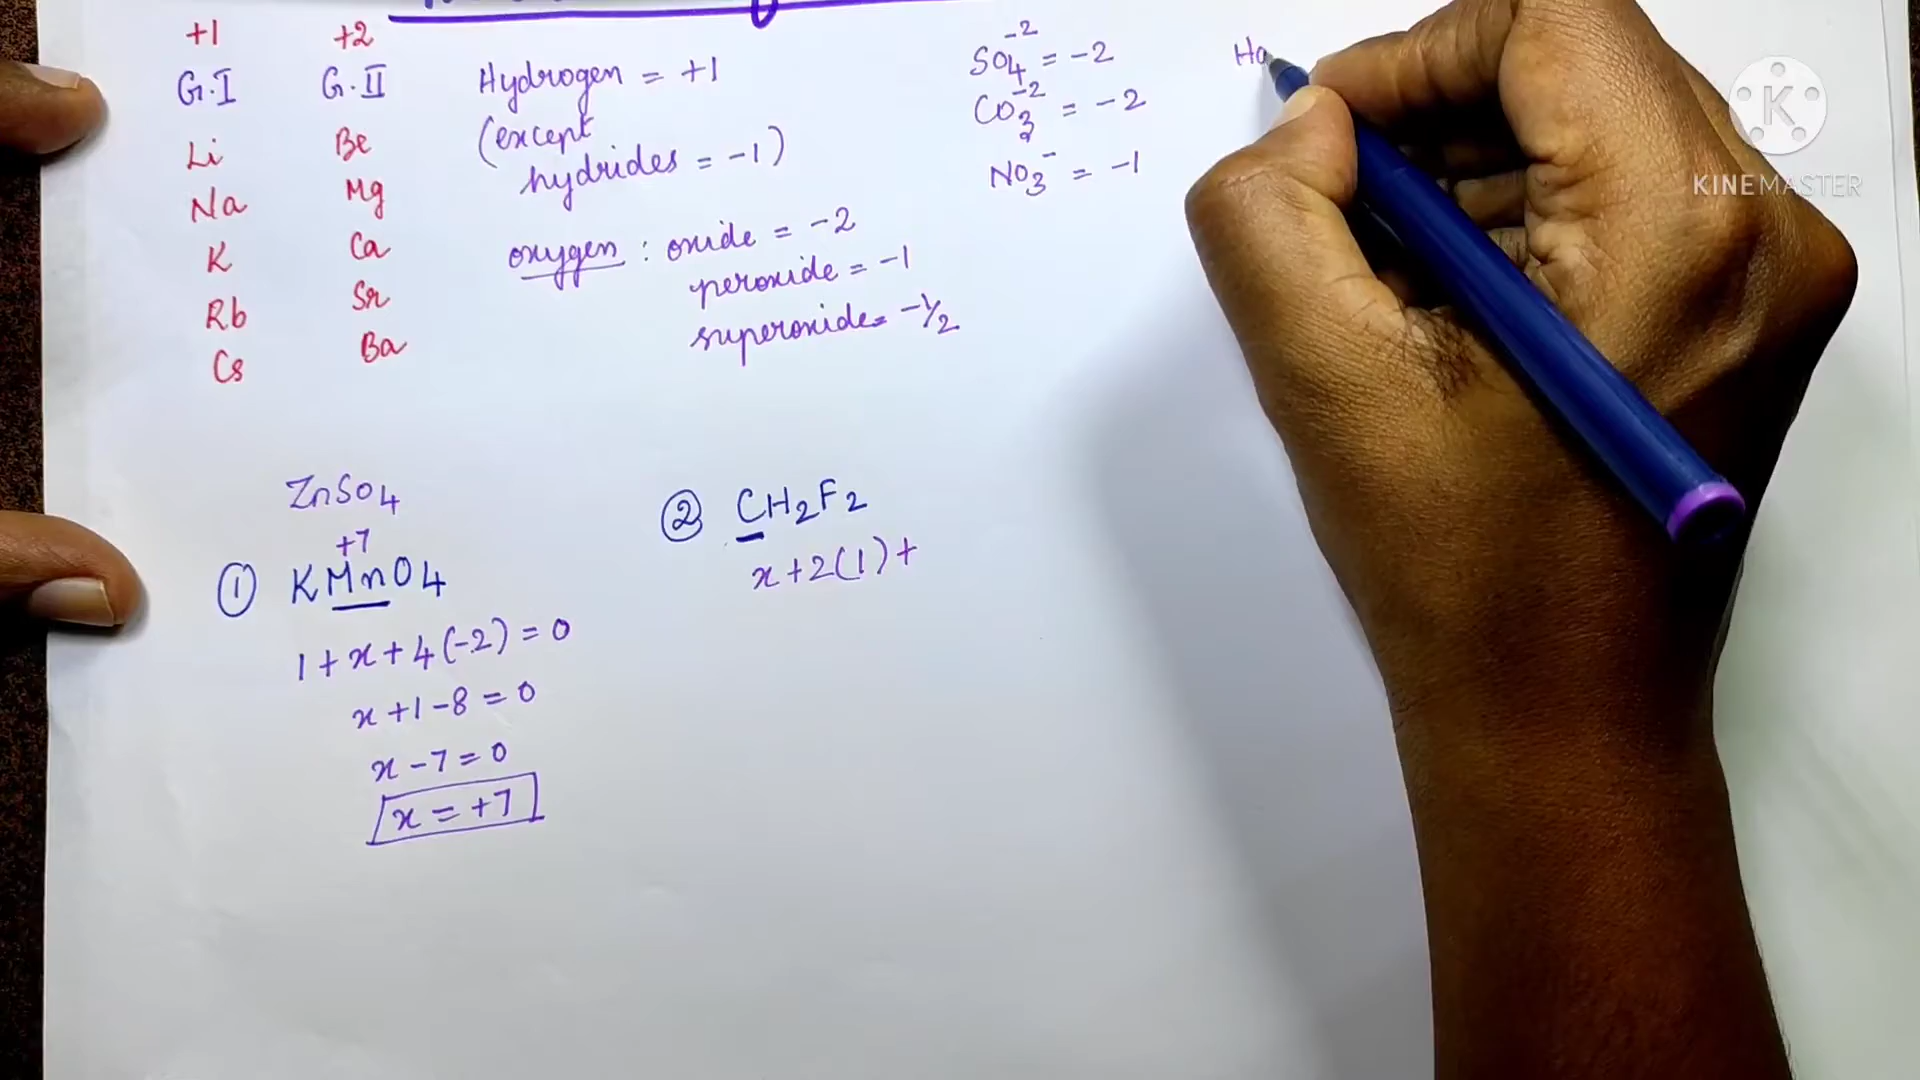 +1 +2
G.I G.II
Li Be
Na Mg
K Ca
Rb Sr
Cs Ba
Hydrogen = +1
(except
hydrides = -1)
oxygen : oxide = -2
peroxide = -1
superoxide = -1/2
SO4^-2 = -2
CO3^-2 = -2
NO3^- = -1
Ha
K
KINEMASTER
ZnSO4
+7
① KMnO4
1 + x + 4(-2) = 0
x + 1 - 8 = 0
x - 7 = 0
x = +7
② CH2F2
x + 2(1) +